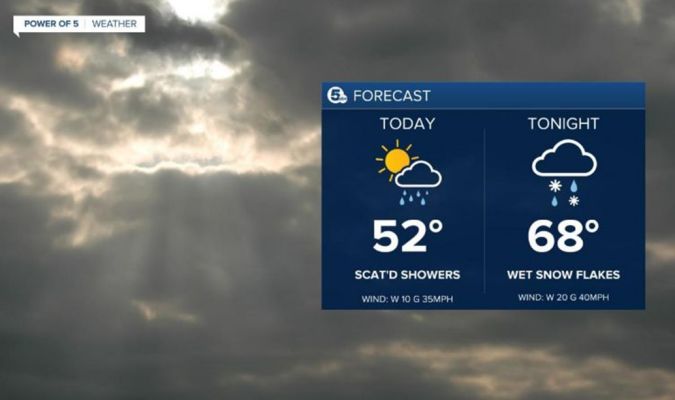 POWER OF 5 | WEATHER
5 FORECAST
TODAY
52°
SCAT'D SHOWERS
WIND: W 10 G 35MPH
TONIGHT
68°
WET SNOW FLAKES
WIND: W 20 G 40MPH